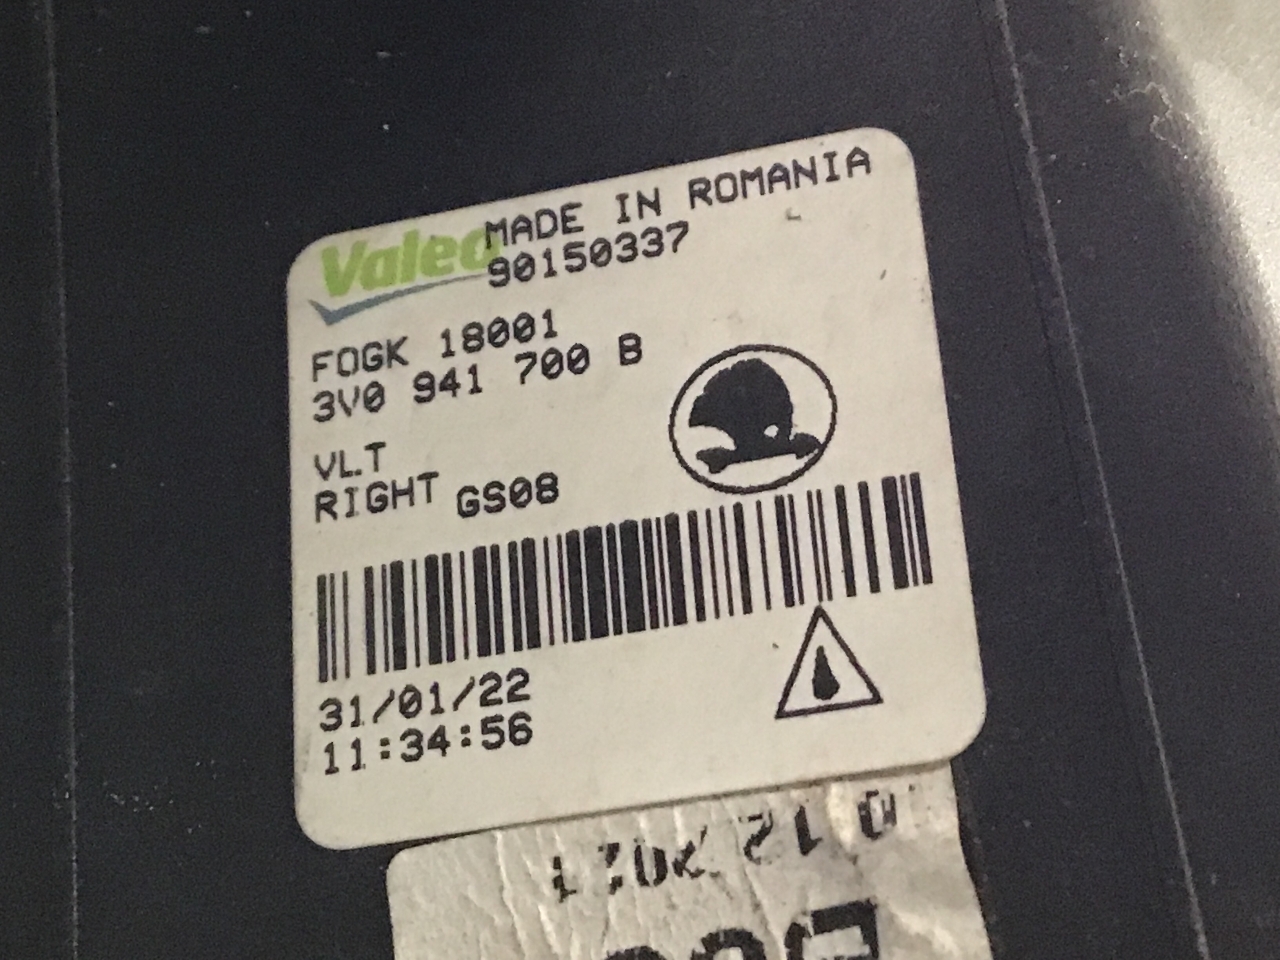 Valeo MADE IN ROMANIA
90150337
FOGK 18001
3V0 941 700 B
VL.T
RIGHT GS08
31/01/22
11:34:56